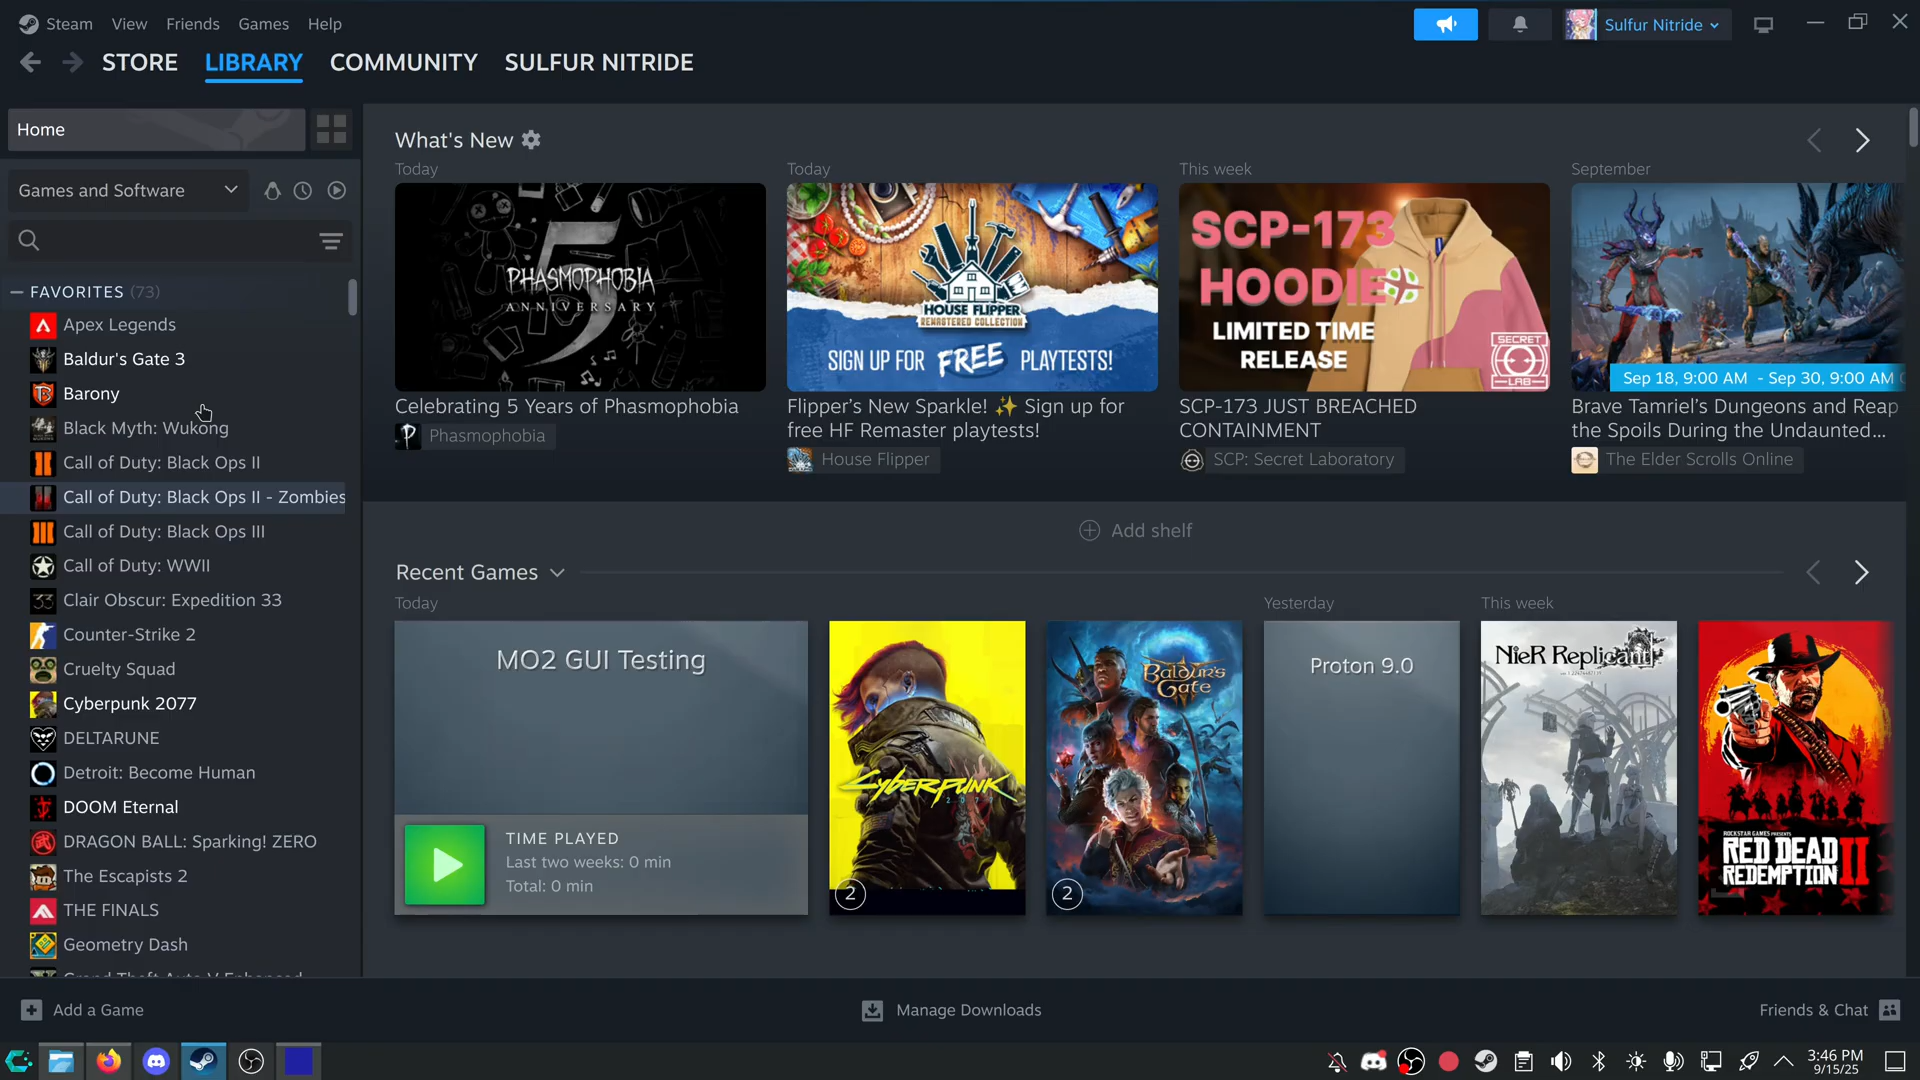 Steam View Friends Games Help
Sulfur Nitride
STORE LIBRARY COMMUNITY SULFUR NITRIDE
Home
Games and Software
FAVORITES (73)
Apex Legends
Baldur's Gate 3
Barony
Black Myth: Wukong
Call of Duty: Black Ops II
Call of Duty: Black Ops II - Zombies
Call of Duty: Black Ops III
Call of Duty: WWII
Clair Obscur: Expedition 33
Counter-Strike 2
Cruelty Squad
Cyberpunk 2077
DELTARUNE
Detroit: Become Human
DOOM Eternal
DRAGON BALL: Sparking! ZERO
The Escapists 2
THE FINALS
Geometry Dash
Grand Theft Auto V Enhanced
What's New
Today
5
PHASMOPHOBIA
ANNIVERSARY
Celebrating 5 Years of Phasmophobia
Phasmophobia
Today
HOUSE FLIPPER
REMASTERED COLLECTION
SIGN UP FOR FREE PLAYTESTS!
Flipper's New Sparkle! ✨ Sign up for
free HF Remaster playtests!
House Flipper
This week
SCP-173
HOODIE
LIMITED TIME
RELEASE
SECRET
LAB
SCP-173 JUST BREACHED
CONTAINMENT
SCP: Secret Laboratory
September
Sep 18, 9:00 AM - Sep 30, 9:00 AM
Brave Tamriel's Dungeons and Reap
the Spoils During the Undaunted...
The Elder Scrolls Online
Add shelf
Recent Games
Today
MO2 GUI Testing
TIME PLAYED
Last two weeks: 0 min
Total: 0 min
CYBERPUNK
2077
2
BALDUR'S
GATE
2
Yesterday
Proton 9.0
This week
NieR Replicant
ROCKSTAR GAMES PRESENTS
RED DEAD
REDEMPTION II
Add a Game
Manage Downloads
Friends & Chat
3:46 PM
9/15/25